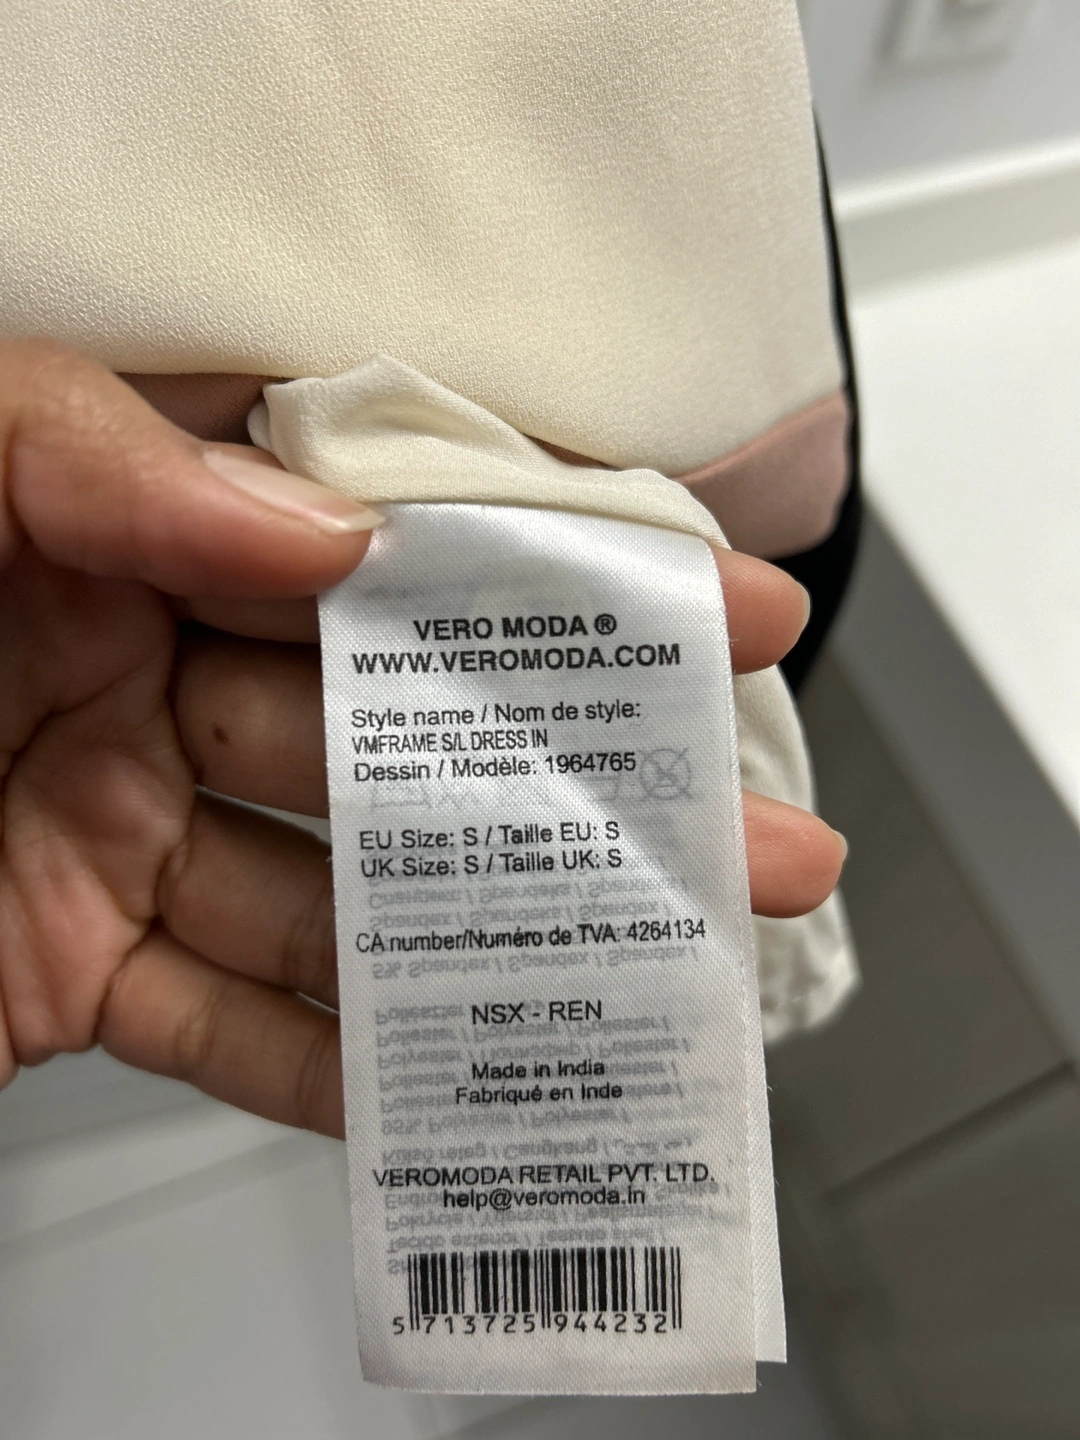 VERO MODA ®
WWW.VEROMODA.COM
Style name / Nom de style:
VMFRAME S/L DRESS IN
Dessin / Modèle: 1964765
EU Size: S / Taille EU: S
UK Size: S / Taille UK: S
CA number/Numéro de TVA: 4264134
NSX - REN
Made in India
Fabriqué en Inde
VEROMODA RETAIL PVT. LTD.
help@veromoda.in
5 713725 944232